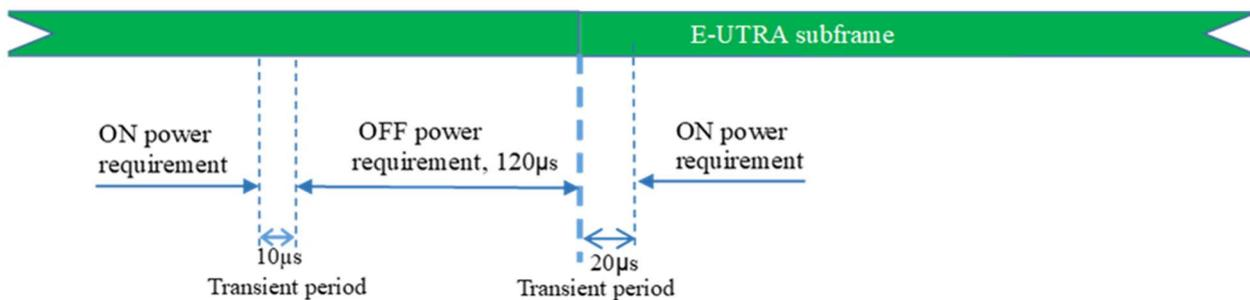 E-UTRA subframe
ON power
requirement
OFF power
requirement, 120μs
ON power
requirement
10μs
Transient period
20μs
Transient period